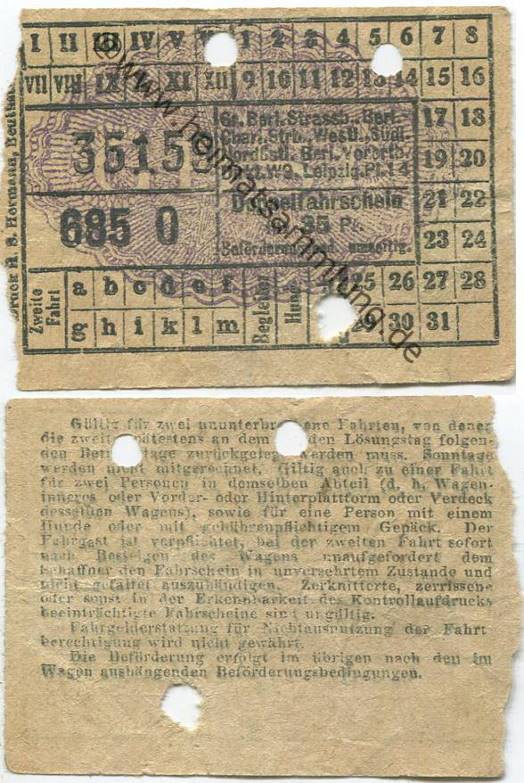 I II III IV V 1 2 3 4 5 6 7 8
VII VIII IX XI XII 9 10 11 12 13 14 15 16
Druck H. S. Hermann, Beuthstr.
35155
Gr. Berl. Strassb., Berl.
Char. Strb., Westl., Südl.
Nordöstl. Berl. Vorortb.
W9, Leipzig. Pl. 14
17 18
19 20
685 0
Doppelfahrschein
35 Pf.
Beförderungsbed. umseitig.
21 22
23 24
Zweite Fahrt
a b c d e f
g h i k l m
Begleiter
Hund
25 26 27 28
29 30 31
www.heimatsammlung.de
Gültig für zwei ununterbrochene Fahrten, von denen
die zweite spätestens an dem auf den Lösungstag folgen-
den Betriebstage zurückgelegt werden muss. Sonntage
werden nicht mitgerechnet. Gültig auch zu einer Fahrt
für zwei Personen in demselben Abteil (d. h. Wagen-
inneres oder Vorder- oder Hinterplattform oder Verdeck
desselben Wagens), sowie für eine Person mit einem
Hunde oder mit gebührenpflichtigem Gepäck. Der
Fahrgast ist verpflichtet, bei der zweiten Fahrt sofort
nach Besteigen des Wagens unaufgefordert dem
Schaffner den Fahrschein in unversehrtem Zustande und
nicht gefaltet auszuhändigen. Zerknitterte, zerrissene
oder sonst in der Erkennbarkeit des Kontrollaufdrucks
beeinträchtigte Fahrscheine sind ungültig.
Fahrgelderstattung für Nichtausnutzung der Fahrt
berechtigung wird nicht gewährt.
Die Beförderung erfolgt im übrigen nach den im
Wagen aushängenden Beförderungsbedingungen.